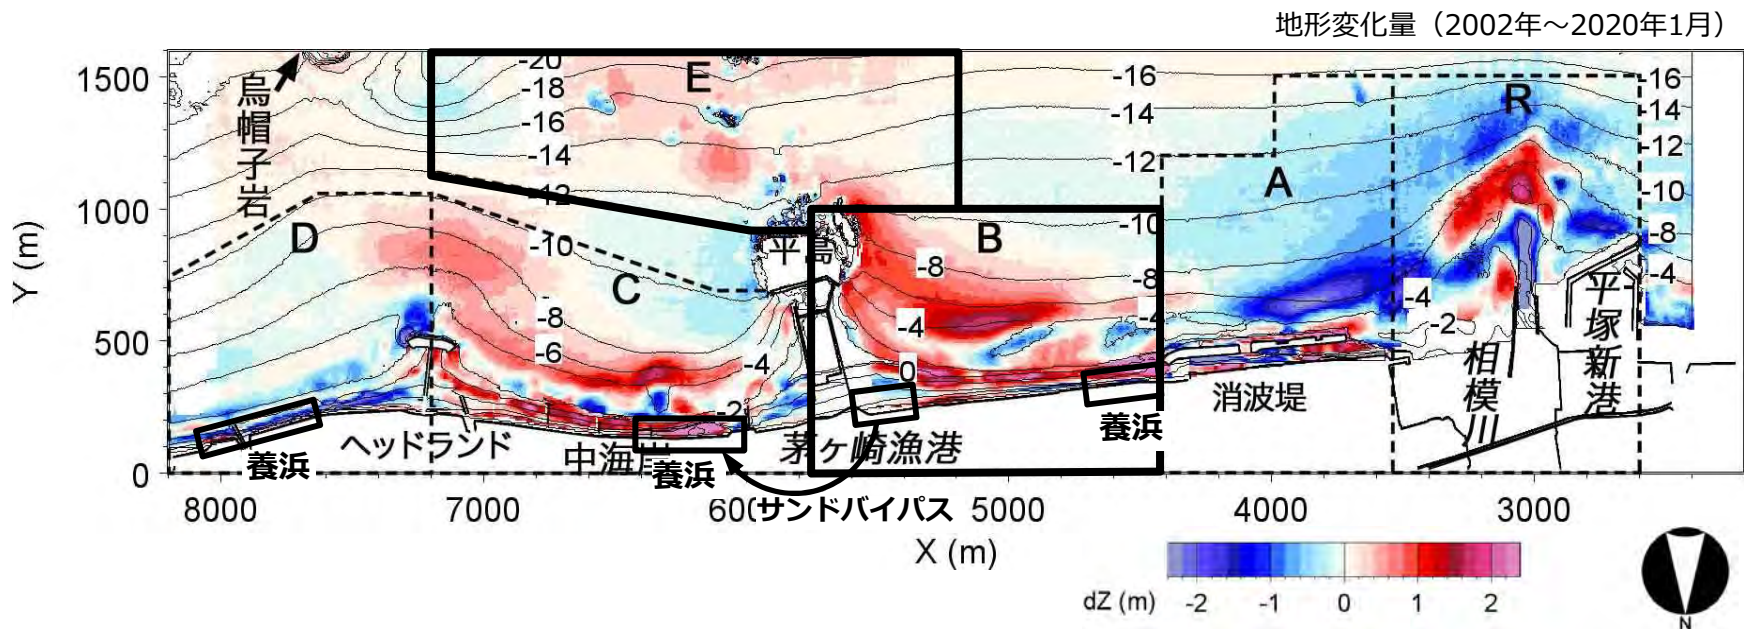 地形変化量（2002年～2020年1月）
1500
1000
500
0
Y (m)
烏帽子岩
-20
-18
-16
-14
-12
-10
-8
-6
-4
-2
E
D
C
平島
B
-10
-8
-8
-4
-4
0
-16
-14
-12
A
R
-16
-14
-12
-10
-8
-4
-4
-2
相模川
平塚新港
消波堤
養浜
ヘッドランド
養浜
中海岸
養浜
茅ヶ崎漁港
サンドバイパス
8000
7000
600
5000
4000
3000
X (m)
dZ (m)
-2
-1
0
1
2
N